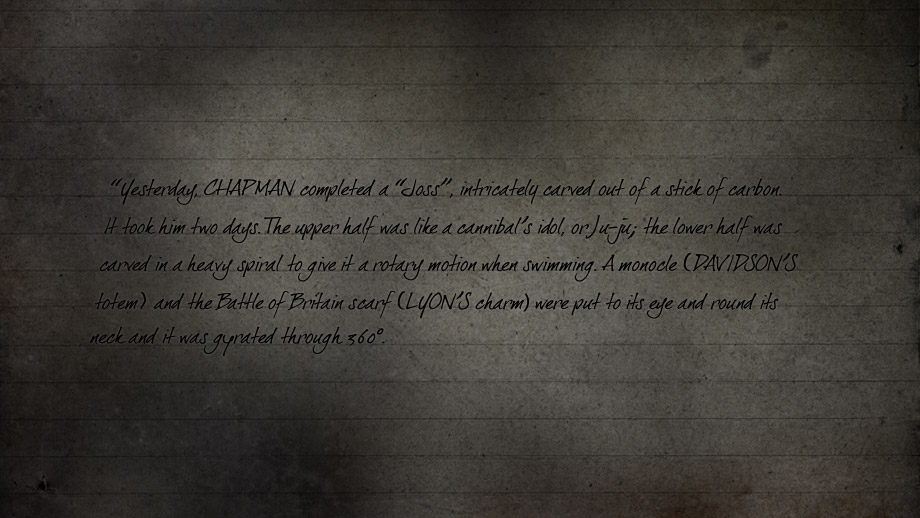 "Yesterday, CHAPMAN completed a "Joss", intricately carved out of a stick of carbon.
It took him two days. The upper half was like a cannibal's idol, or Ju-ju; the lower half was
carved in a heavy spiral to give it a rotary motion when swimming. A monocle (DAVIDSON'S
totem) and the Battle of Britain scarf (LYON'S charm) were put to its eye and round its
neck and it was gyrated through 360°.